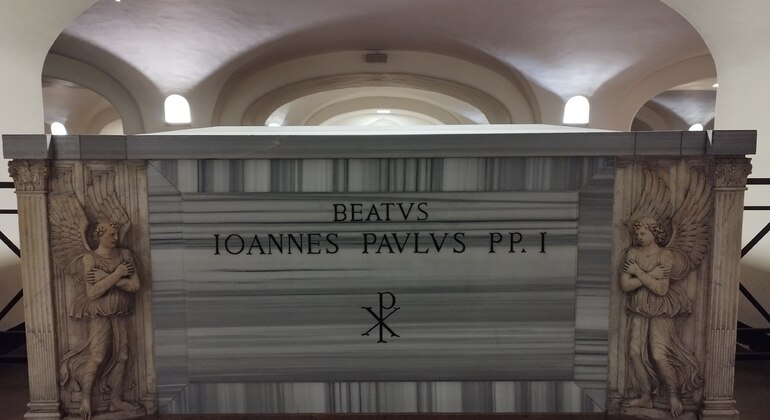 BEATVS
IOANNES PAVLVS PP. I